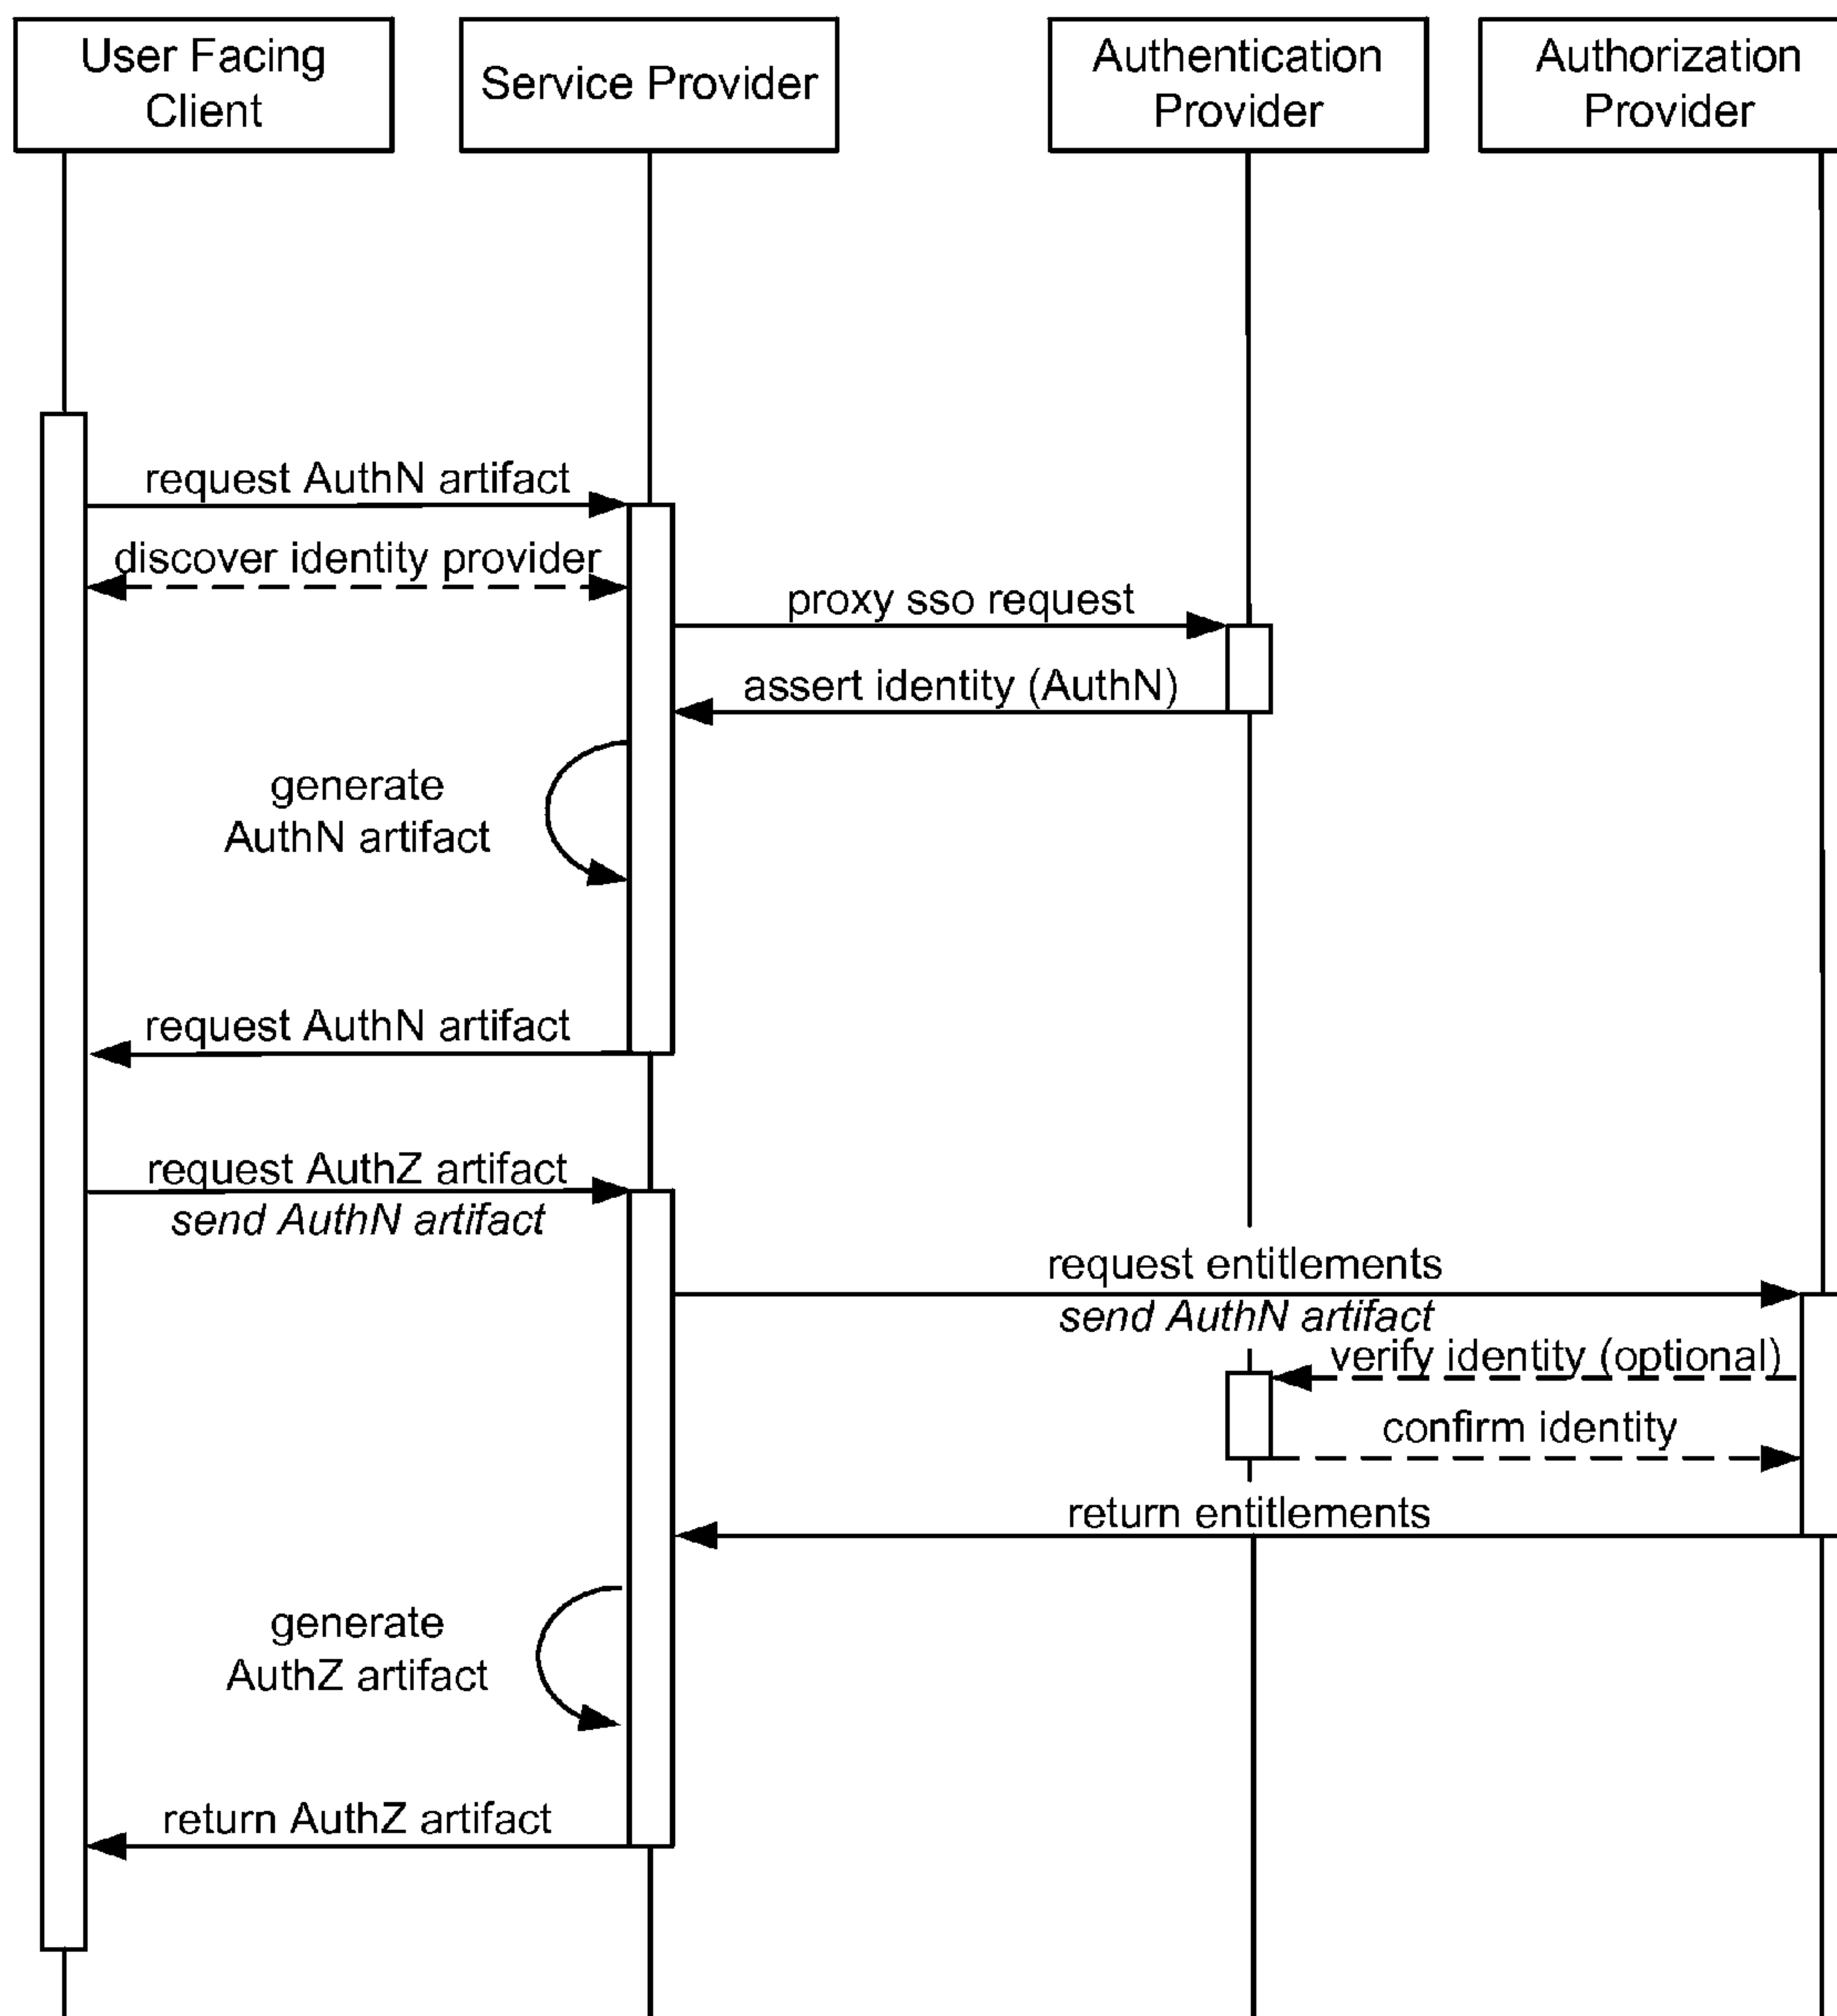 User Facing
Client
Service Provider
Authentication
Provider
Authorization
Provider
request AuthN artifact
discover identity provider
proxy sso request
assert identity (AuthN)
generate
AuthN artifact
request AuthN artifact
request AuthZ artifact
send AuthN artifact
request entitlements
send AuthN artifact
verify identity (optional)
confirm identity
return entitlements
generate
AuthZ artifact
return AuthZ artifact